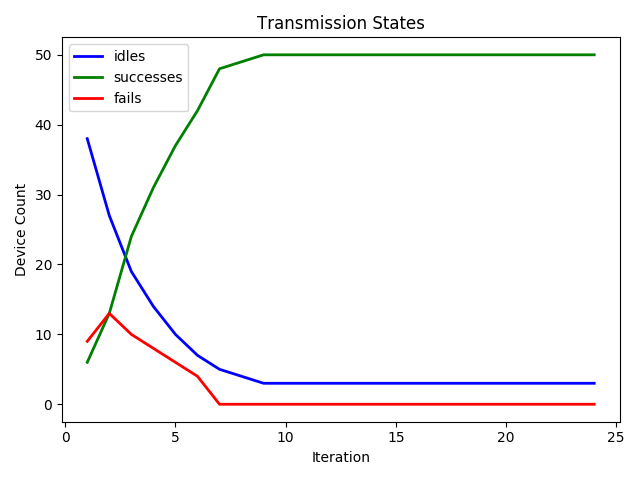 Transmission States
idles
successes
fails
50
40
30
20
10
0
Device Count
0 5 10 15 20 25
Iteration